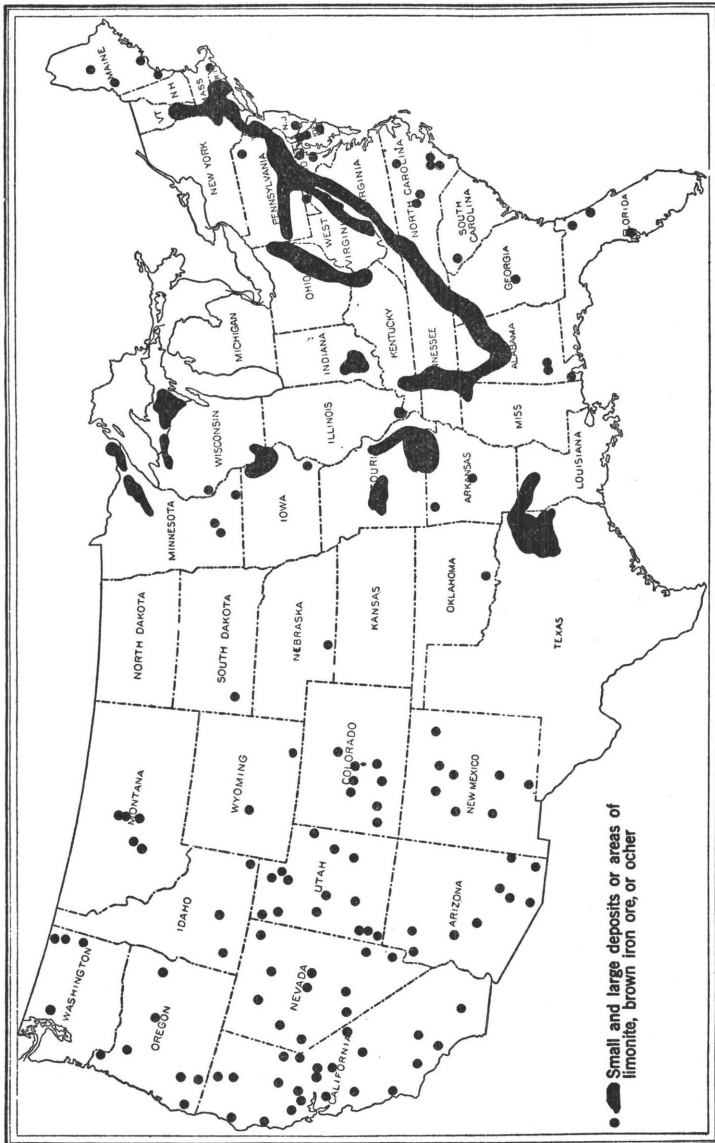 WASHINGTON
OREGON
CALIFORNIA
IDAHO
NEVADA
MONTANA
WYOMING
UTAH
ARIZONA
COLORADO
NEW MEXICO
NORTH DAKOTA
SOUTH DAKOTA
NEBRASKA
KANSAS
OKLAHOMA
TEXAS
MINNESOTA
IOWA
OURI
ARKANSAS
LOUISIANA
WISCONSIN
ILLINOIS
MISS
MICHIGAN
INDIANA
KENTUCKY
NESSEE
ALABAMA
OHIO
WEST
VIRGINIA
GEORGIA
FLORIDA
SOUTH
CAROLINA
NORTH CAROLINA
IRGINIA
PENNSYLVANIA
NEW YORK
N.J.
VT
NH
ASS
MAINE
Small and large deposits or areas of
limonite, brown iron ore, or ocher